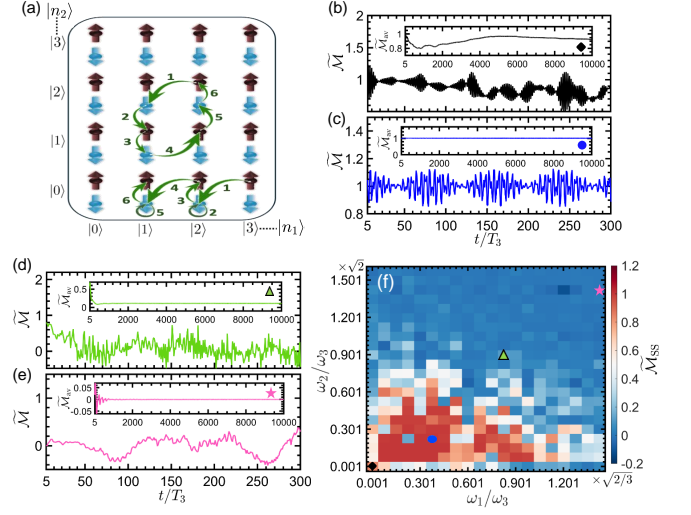 (a)
|n₂⟩
|3⟩
|2⟩
|1⟩
|0⟩
1
6
2
5
3
4
4
3
1
6
5
2
|0⟩ |1⟩ |2⟩ |3⟩ |n₁⟩
(b)
2
1.5
1
M̃
M̃av
1
0.8
5 2000 4000 6000 8000 10000
(c)
1.4
1.2
1
0.8
M̃
M̃av
1
5 2000 4000 6000 8000 10000
5 50 100 150 200 250 300
t/T₃
(d)
2
1
0
M̃
M̃av
0.5
0
5 2000 4000 6000 8000 10000
(e)
1
0
M̃
M̃av
0.05
0
-0.05
5 2000 4000 6000 8000 10000
5 50 100 150 200 250 300
t/T₃
(f)
×√2
1.501
1.201
0.901
0.601
0.301
0.001
ω₂/ω₃
0.001 0.301 0.601 0.901 1.201
×√2/3
ω₁/ω₃
1.2
1.0
0.8
0.6
0.4
0.2
0
-0.2
M̃SS